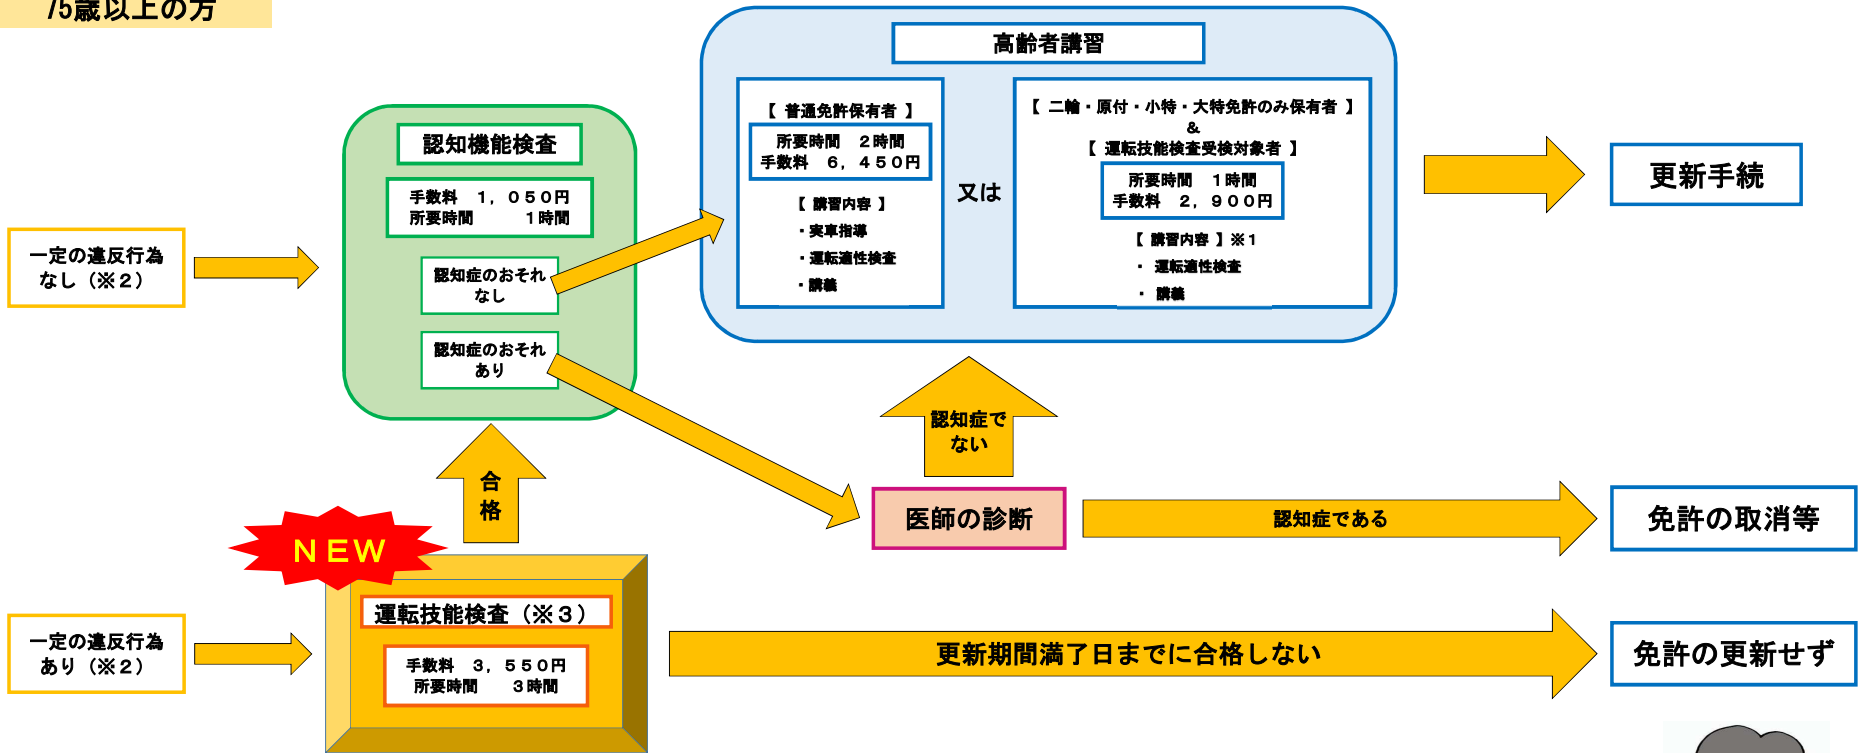 75歳以上の方
高齢者講習
【 普通免許保有者 】
所要時間　2時間
手数料　6，450円
【 講習内容 】
・実車指導
・運転適性検査
・講義
又は
【 二輪・原付・小特・大特免許のみ保有者 】
＆
【 運転技能検査受検対象者 】
所要時間　1時間
手数料　2，900円
【 講習内容 】※1
・ 運転適性検査
・ 講義
更新手続
認知機能検査
手数料　1，050円
所要時間　　　1時間
認知症のおそれ
なし
認知症のおそれ
あり
一定の違反行為
なし（※2）
認知症で
ない
合
格
医師の診断
認知症である
免許の取消等
NEW
運転技能検査（※3）
手数料　3，550円
所要時間　　3時間
一定の違反行為
あり（※2）
更新期間満了日までに合格しない
免許の更新せず